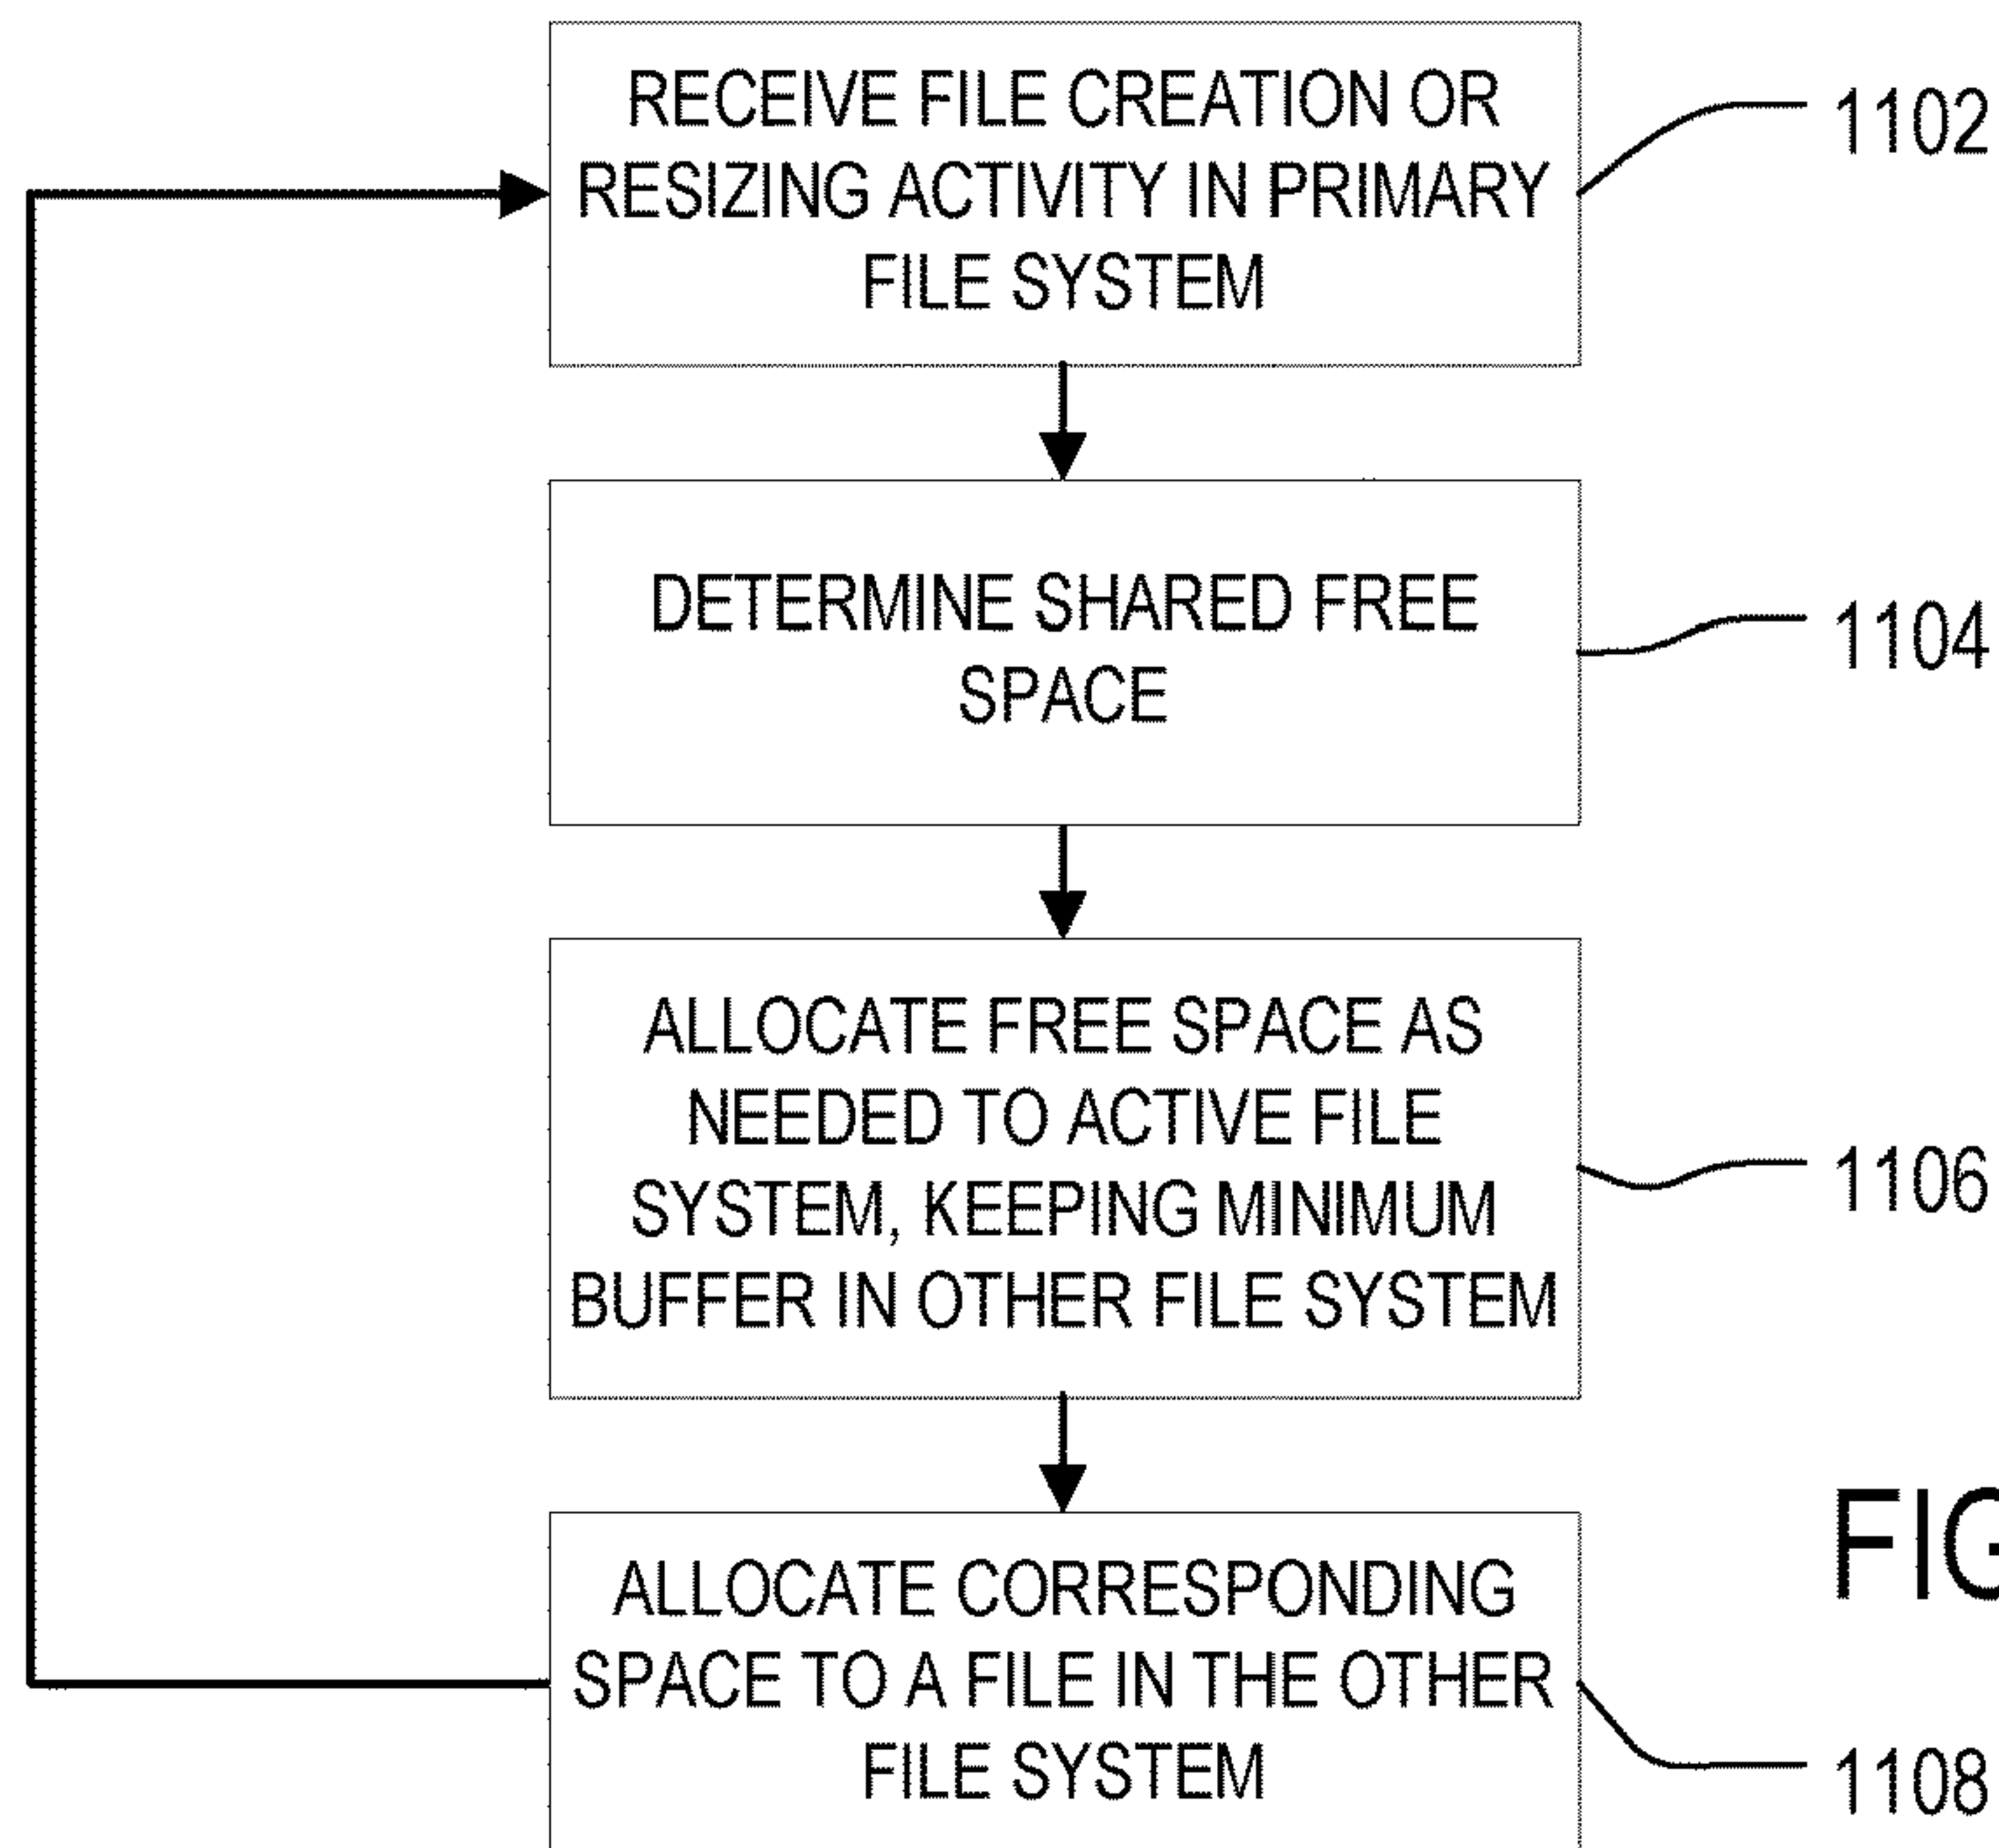 RECEIVE FILE CREATION OR
RESIZING ACTIVITY IN PRIMARY
FILE SYSTEM
1102
DETERMINE SHARED FREE
SPACE
1104
ALLOCATE FREE SPACE AS
NEEDED TO ACTIVE FILE
SYSTEM, KEEPING MINIMUM
BUFFER IN OTHER FILE SYSTEM
1106
FIG
ALLOCATE CORRESPONDING
SPACE TO A FILE IN THE OTHER
FILE SYSTEM
1108